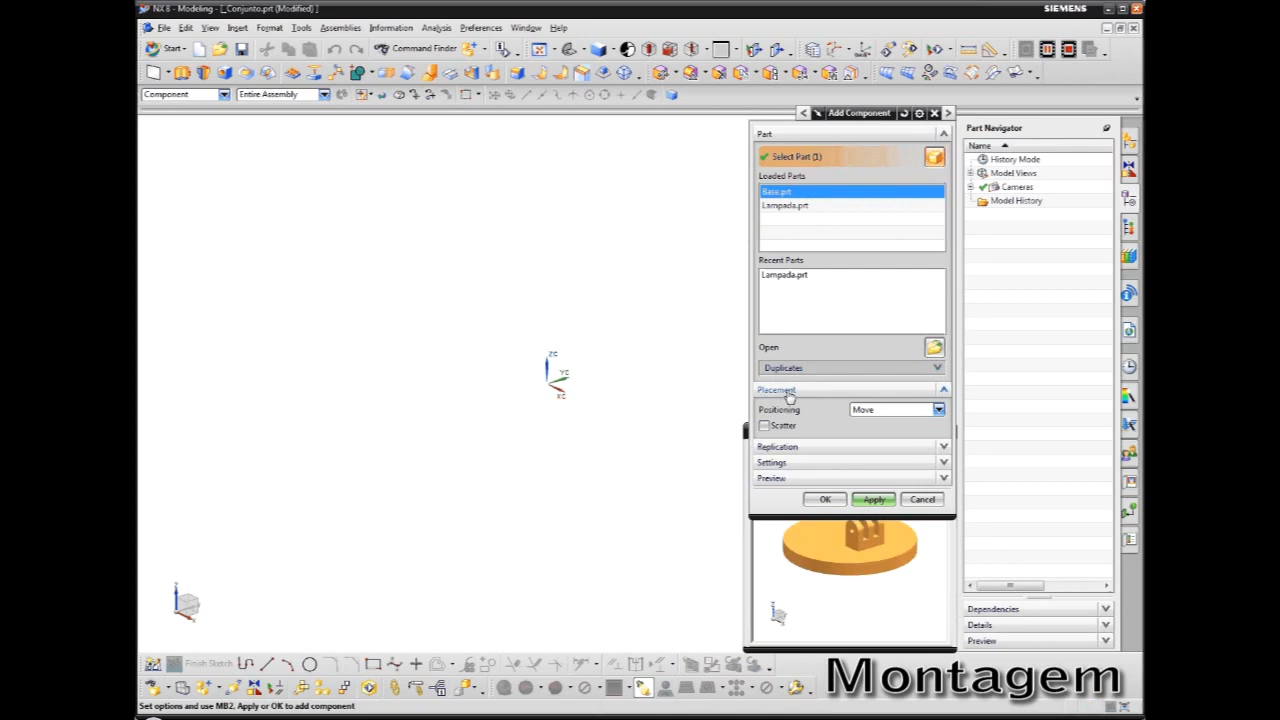 NX 8 - Modeling - [_Conjunto.prt (Modified) ]
SIEMENS
File Edit View Insert Format Tools Assemblies Information Analysis Preferences Window Help
Start
Command Finder
Component
Entire Assembly
Add Component
Part
Select Part (1)
Loaded Parts
Base.prt
Lampada.prt
Recent Parts
Lampada.prt
Open
Duplicates
Placement
Positioning
Move
Scatter
Replication
Settings
Preview
OK
Apply
Cancel
Part Navigator
Name
History Mode
Model Views
Cameras
Model History
Dependencies
Details
Preview
ZC
YC
XC
Z
X
Z
X
Finish Sketch
Montagem
Set options and use MB2, Apply or OK to add component